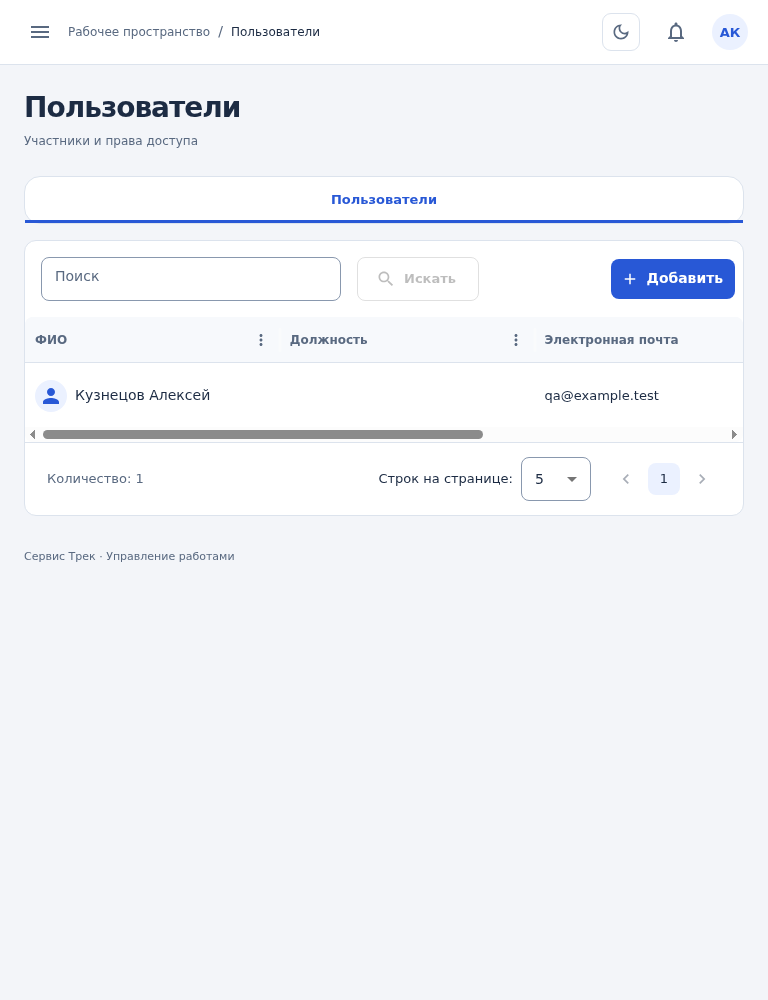 Рабочее пространство / Пользователи
АК
Пользователи
Участники и права доступа
Пользователи
Поиск
Искать
Добавить
ФИО Должность Электронная почта
Кузнецов Алексей qa@example.test
Количество: 1 Строк на странице: 5 1
Сервис Трек · Управление работами